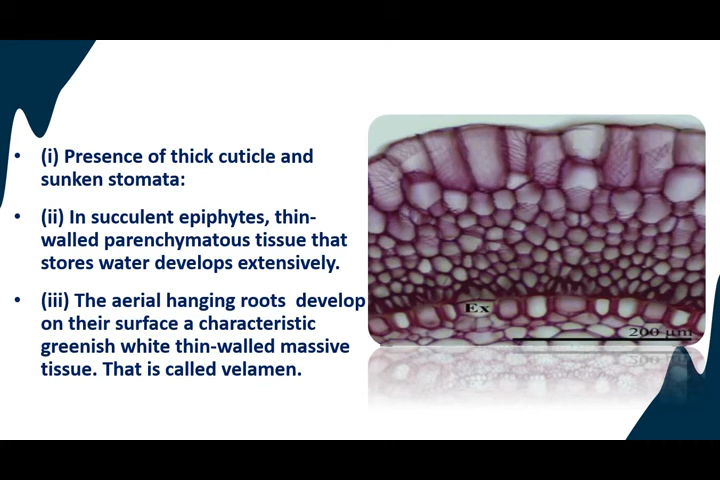 • (i) Presence of thick cuticle and
sunken stomata:
• (ii) In succulent epiphytes, thin-
walled parenchymatous tissue that
stores water develops extensively.
• (iii) The aerial hanging roots  develop
on their surface a characteristic
greenish white thin-walled massive
tissue. That is called velamen.
Ex
200 µm